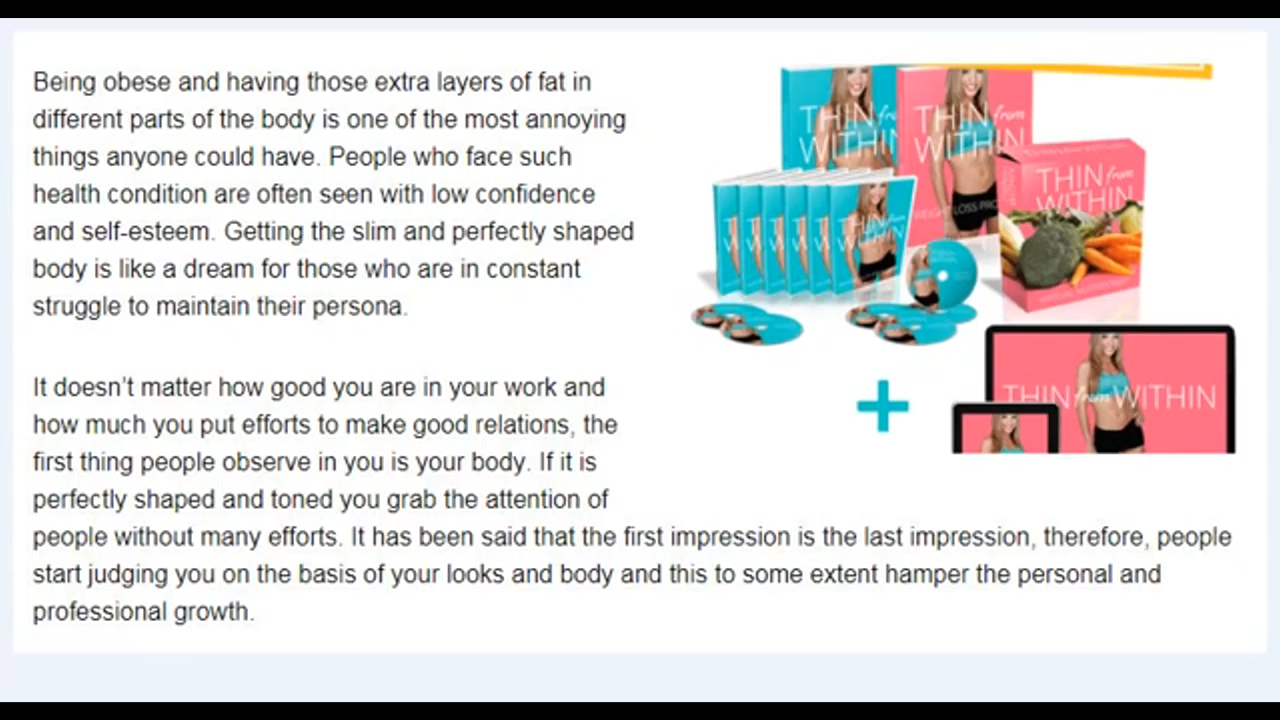 Being obese and having those extra layers of fat in
different parts of the body is one of the most annoying
things anyone could have. People who face such
health condition are often seen with low confidence
and self-esteem. Getting the slim and perfectly shaped
body is like a dream for those who are in constant
struggle to maintain their persona.
It doesn't matter how good you are in your work and
how much you put efforts to make good relations, the
first thing people observe in you is your body. If it is
perfectly shaped and toned you grab the attention of
people without many efforts. It has been said that the first impression is the last impression, therefore, people
start judging you on the basis of your looks and body and this to some extent hamper the personal and
professional growth.
THIN
WITHIN
THIN from
WITHIN
WEIGHT LOSS
THIN from
WITHIN
THIN from
WITHIN
THIN from WITHIN